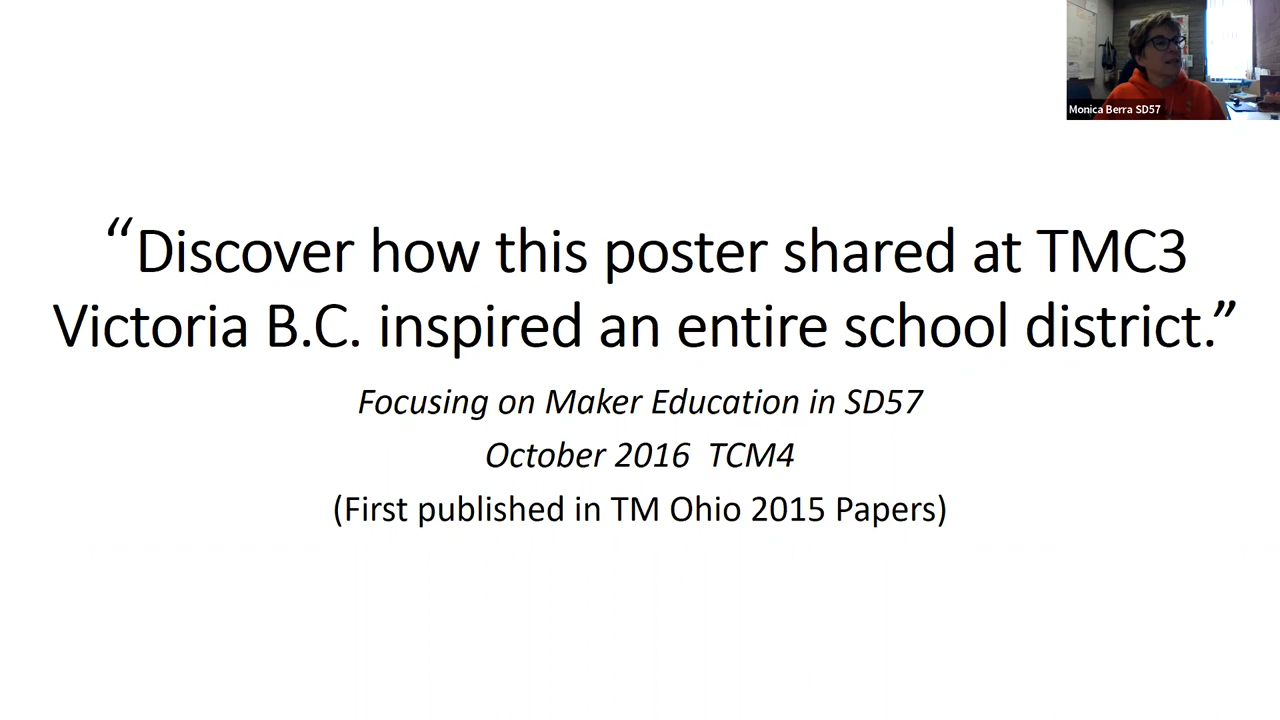 Monica Berra SD57
“Discover how this poster shared at TMC3
Victoria B.C. inspired an entire school district.”
Focusing on Maker Education in SD57
October 2016  TCM4
(First published in TM Ohio 2015 Papers)